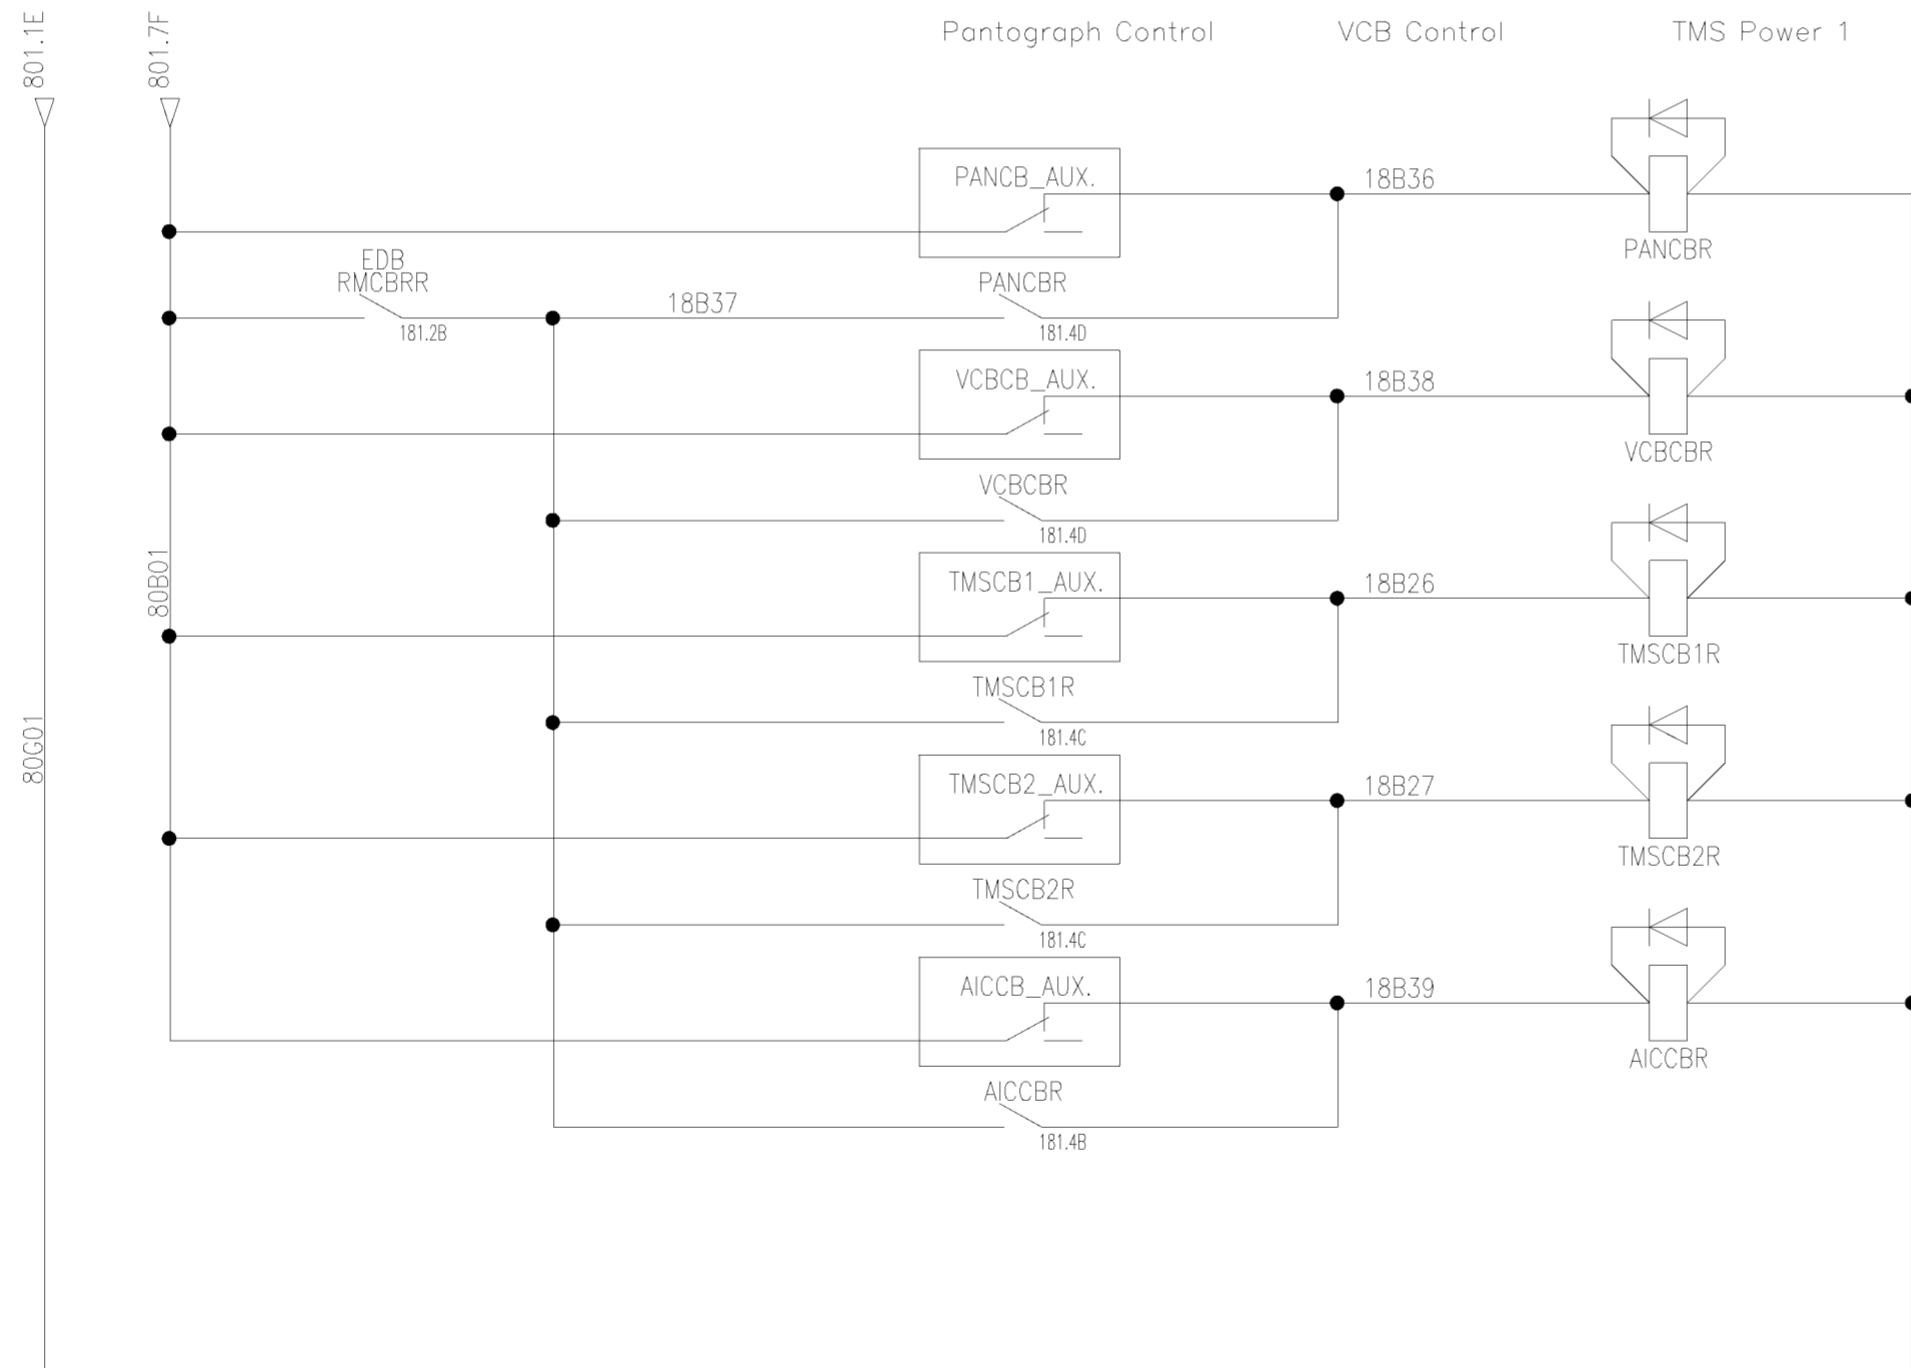 801.1E
801.7F
Pantograph Control
VCB Control
TMS Power 1
PANCB_AUX.
18B36
PANCBR
EDB
RMCBRR
181.2B
18B37
PANCBR
181.4D
VCBCB_AUX.
18B38
VCBCBR
VCBCBR
181.4D
80B01
TMSCB1_AUX.
18B26
TMSCB1R
TMSCB1R
181.4C
80G01
TMSCB2_AUX.
18B27
TMSCB2R
TMSCB2R
181.4C
AICCB_AUX.
18B39
AICCBR
AICCBR
181.4B